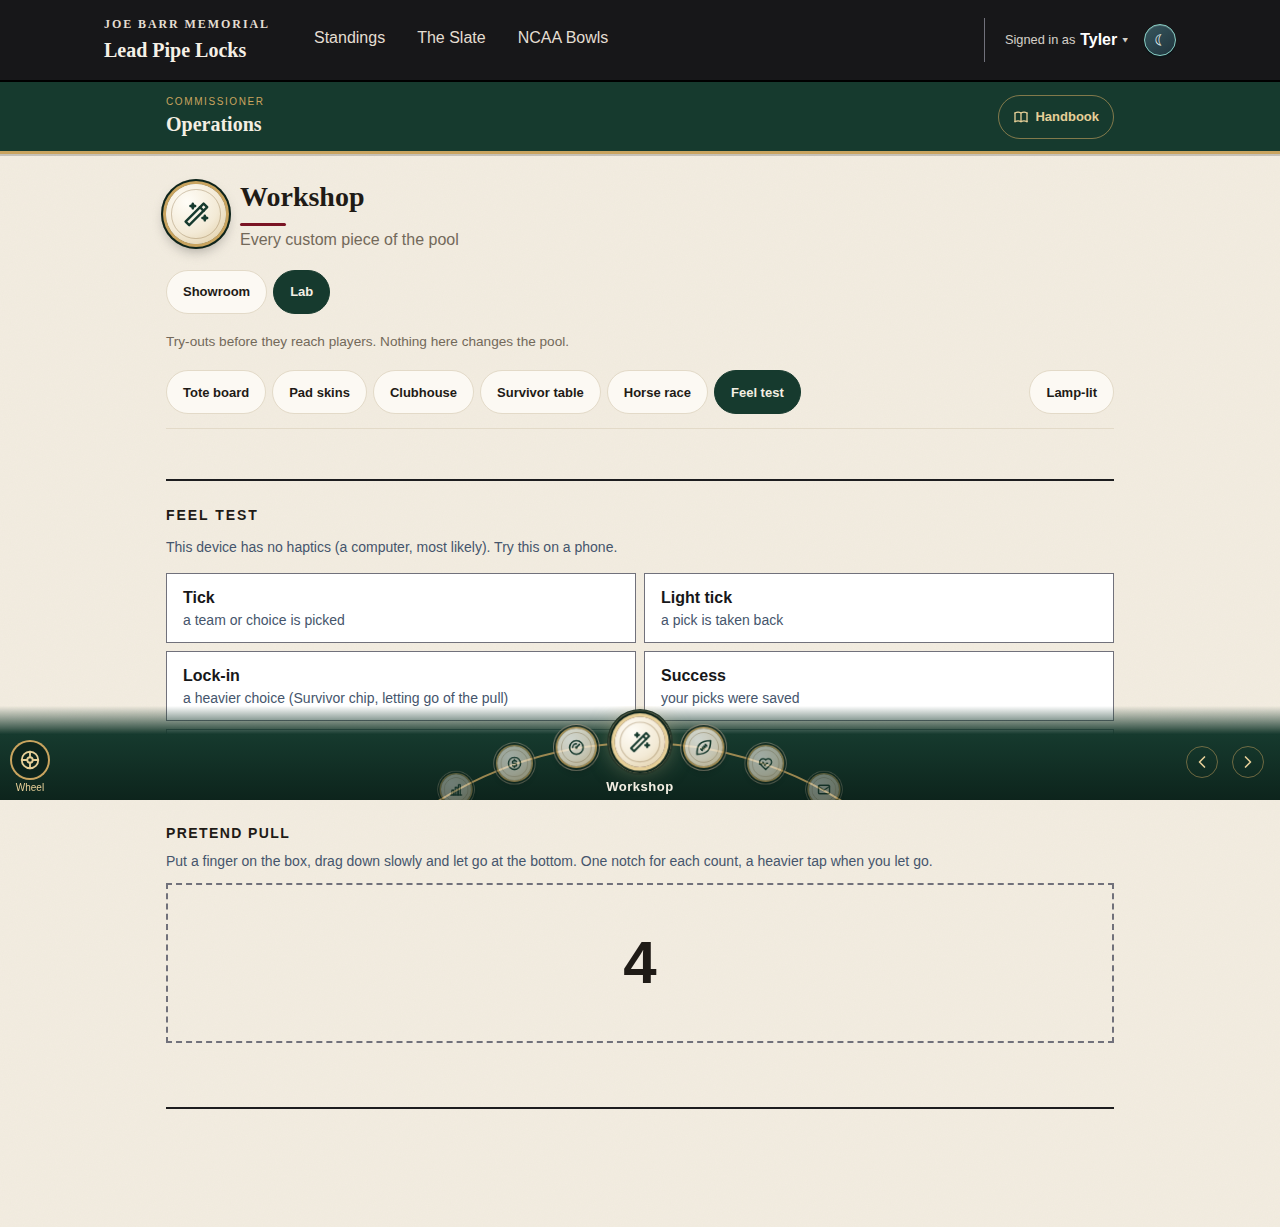 JOE BARR MEMORIAL
Lead Pipe Locks
Standings
The Slate
NCAA Bowls
Signed in as Tyler ▾
COMMISSIONER
Operations
Handbook
Workshop
Every custom piece of the pool
Showroom
Lab
Try-outs before they reach players. Nothing here changes the pool.
Tote board
Pad skins
Clubhouse
Survivor table
Horse race
Feel test
Lamp-lit
FEEL TEST
This device has no haptics (a computer, most likely). Try this on a phone.
Tick
a team or choice is picked
Light tick
a pick is taken back
Lock-in
a heavier choice (Survivor chip, letting go of the pull)
Success
your picks were saved
Wheel
Workshop
PRETEND PULL
Put a finger on the box, drag down slowly and let go at the bottom. One notch for each count, a heavier tap when you let go.
4